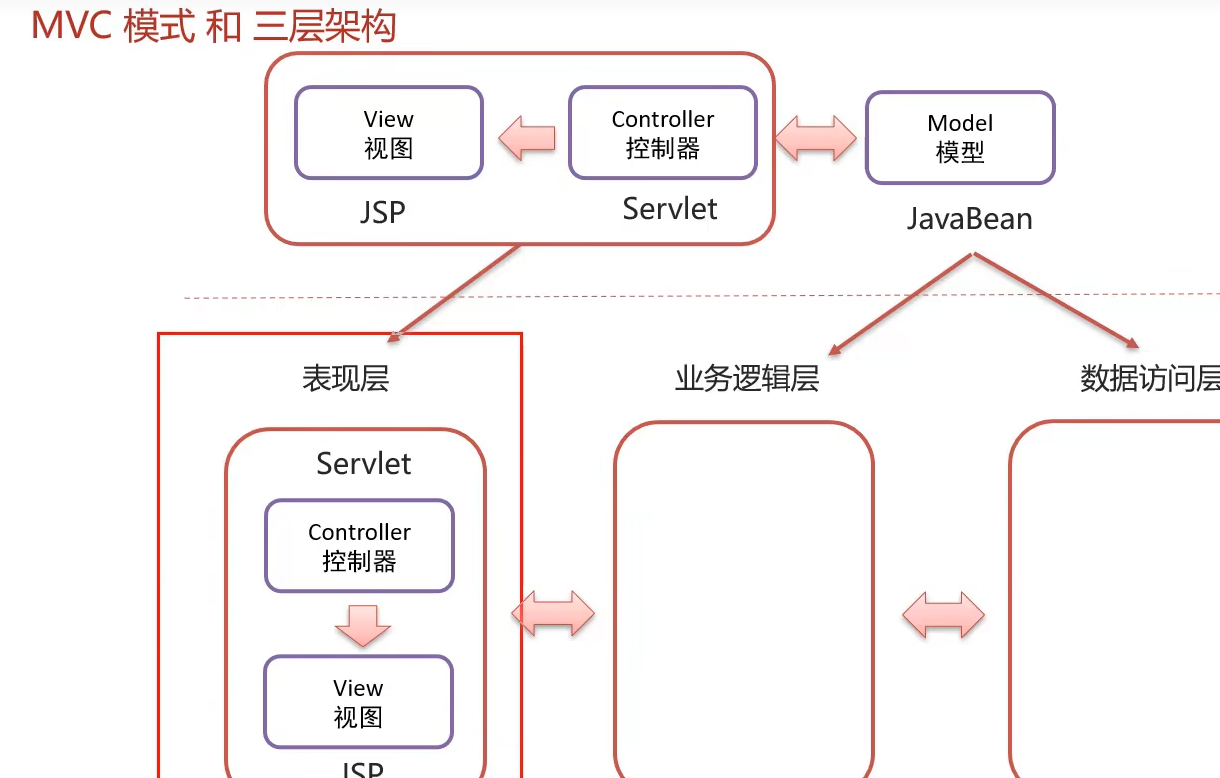 MVC 模式 和 三层架构
View
视图
Controller
控制器
Model
模型
JSP
Servlet
JavaBean
表现层
业务逻辑层
数据访问层
Servlet
Controller
控制器
View
视图
JSP